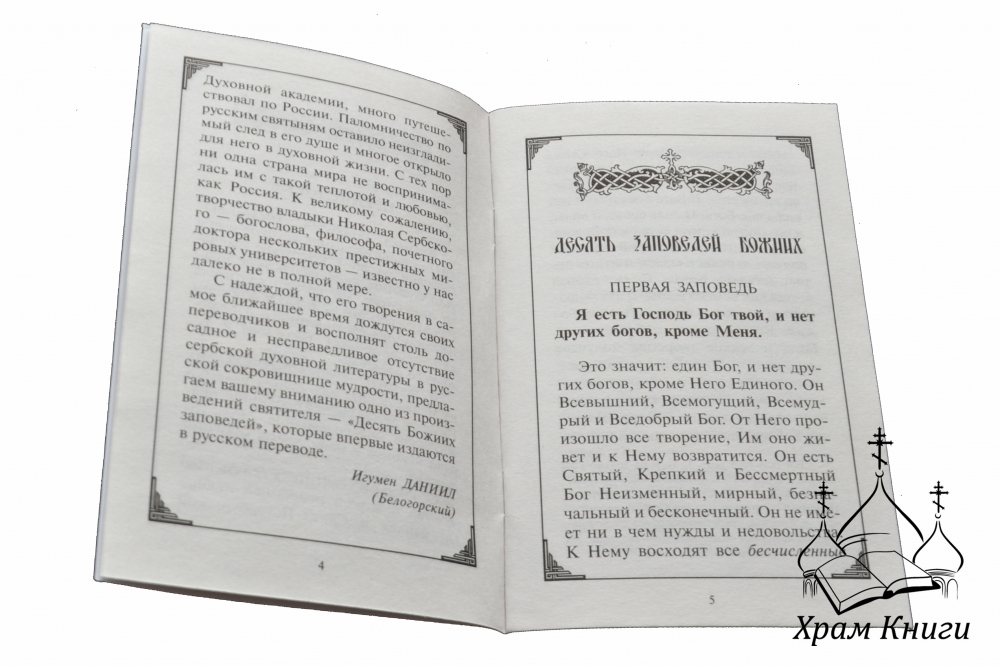 Духовной академии, много путеше-
ствовал по России. Паломничество по
русским святыням оставило неизглади-
мый след в его душе и многое открыло
для него в духовной жизни. С тех пор
ни одна страна мира не воспринима-
лась им с такой теплотой и любовью,
как Россия. К великому сожалению,
творчество владыки Николая Сербско-
го — богослова, философа, почетного
доктора нескольких престижных ми-
ровых университетов — известно у нас
далеко не в полной мере.
С надеждой, что его творения в са-
мое ближайшее время дождутся своих
переводчиков и восполнят столь до-
садное и несправедливое отсутствие
сербской духовной литературы в рус-
ской сокровищнице мудрости, предла-
гаем вашему вниманию одно из произ-
ведений святителя — «Десять Божиих
заповедей», которые впервые издаются
в русском переводе.
Игумен ДАНИИЛ
(Белогорский)
4
ДЕСЯТЬ ЗАПОВЕДЕЙ БОЖИИХ
ПЕРВАЯ ЗАПОВЕДЬ
Я есть Господь Бог твой, и нет
других богов, кроме Меня.
Это значит: един Бог, и нет дру-
гих богов, кроме Него Единого. Он
Всевышний, Всемогущий, Всемуд-
рый и Вседобрый Бог. От Него про-
изошло все творение, Им оно жи-
вет и к Нему возвратится. Он есть
Святый, Крепкий и Бессмертный
Бог Неизменный, мирный, безна-
чальный и бесконечный. Он не име-
ет ни в чем нужды и недовольства.
К Нему восходят все бесчисленные
5
Храм Книги